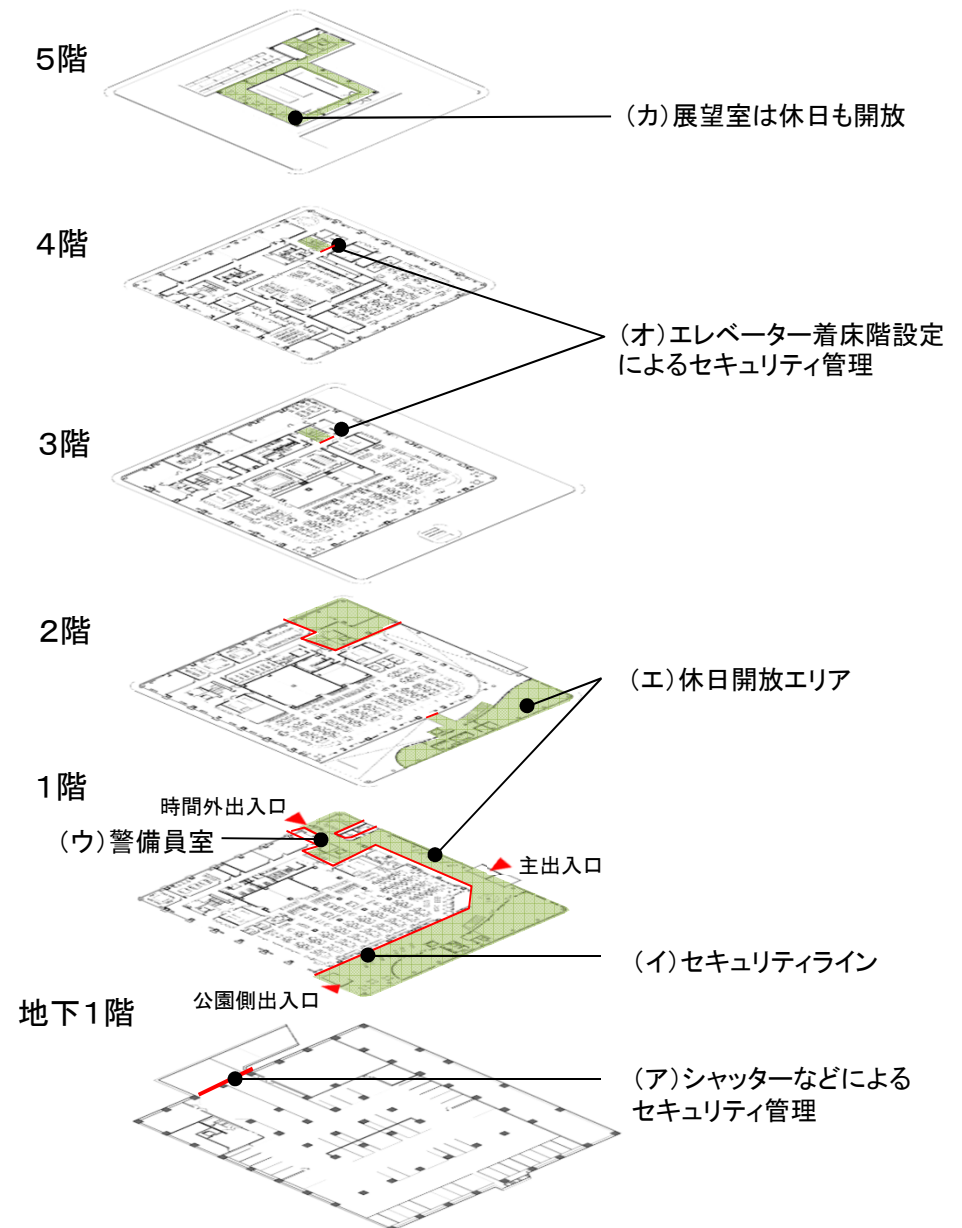 5階
（カ）展望室は休日も開放
4階
（オ）エレベーター着床階設定
によるセキュリティ管理
3階
2階
（エ）休日開放エリア
1階
時間外出入口
（ウ）警備員室
主出入口
（イ）セキュリティライン
公園側出入口
地下1階
（ア）シャッターなどによる
セキュリティ管理